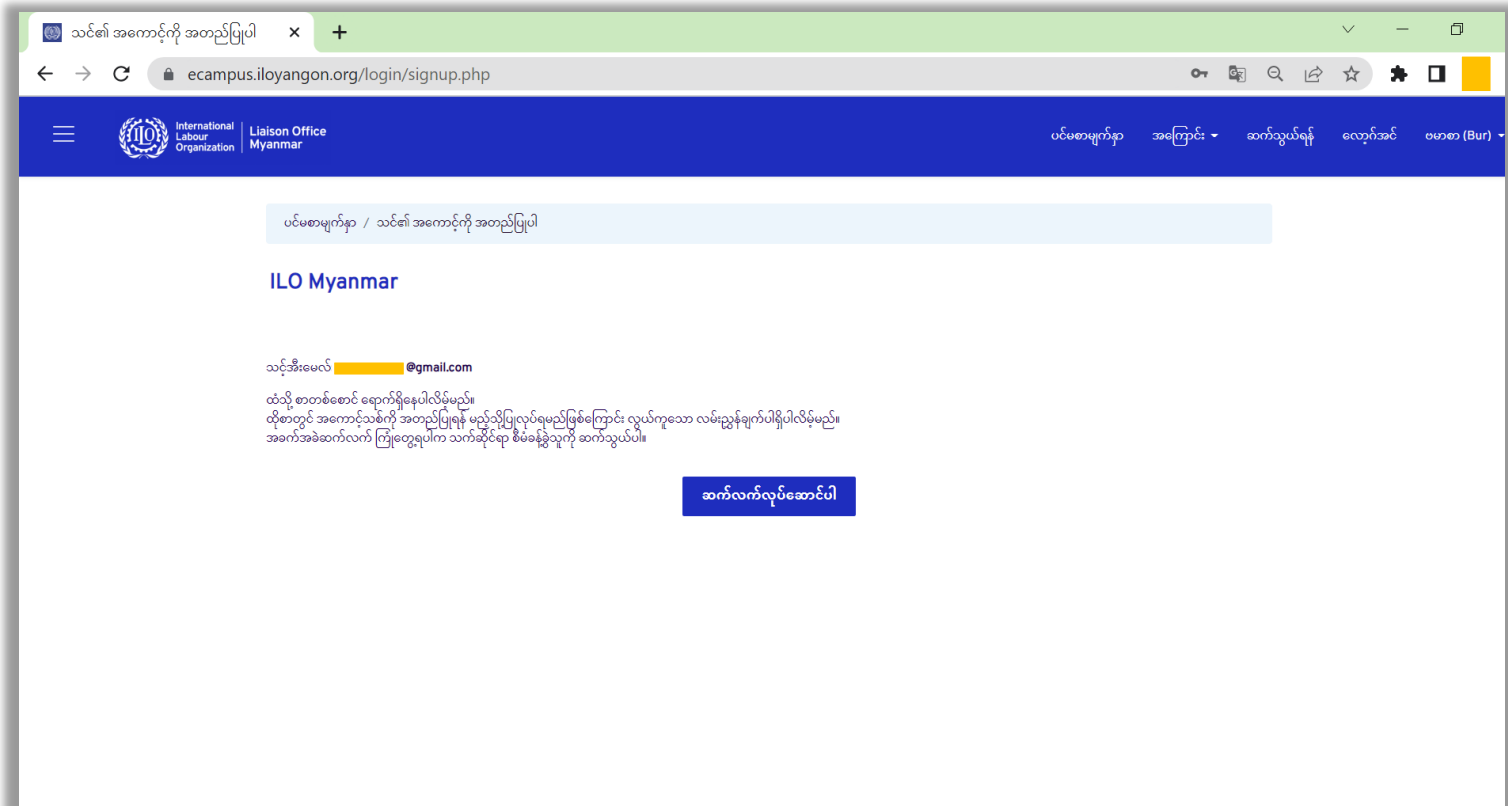 သင်၏ အကောင့်ကို အတည်ပြုပါ
ecampus.iloyangon.org/login/signup.php
International Labour Organization
Liaison Office Myanmar
ပင်မစာမျက်နှာ
အကြောင်း
ဆက်သွယ်ရန်
လော့ဂ်အင်
ဗမာစာ (Bur)
ပင်မစာမျက်နှာ / သင်၏ အကောင့်ကို အတည်ပြုပါ
ILO Myanmar
သင့်အီးမေလ် @gmail.com
ထံသို့ စာတစ်စောင် ရောက်ရှိနေပါလိမ့်မည်။
ထိုစာတွင် အကောင့်သစ်ကို အတည်ပြုရန် မည်သို့ပြုလုပ်ရမည်ဖြစ်ကြောင်း လွယ်ကူသော လမ်းညွှန်ချက်ပါရှိပါလိမ့်မည်။
အခက်အခဲဆက်လက် ကြုံတွေ့ရပါက သက်ဆိုင်ရာ စီမံခန့်ခွဲသူကို ဆက်သွယ်ပါ။
ဆက်လက်လုပ်ဆောင်ပါ